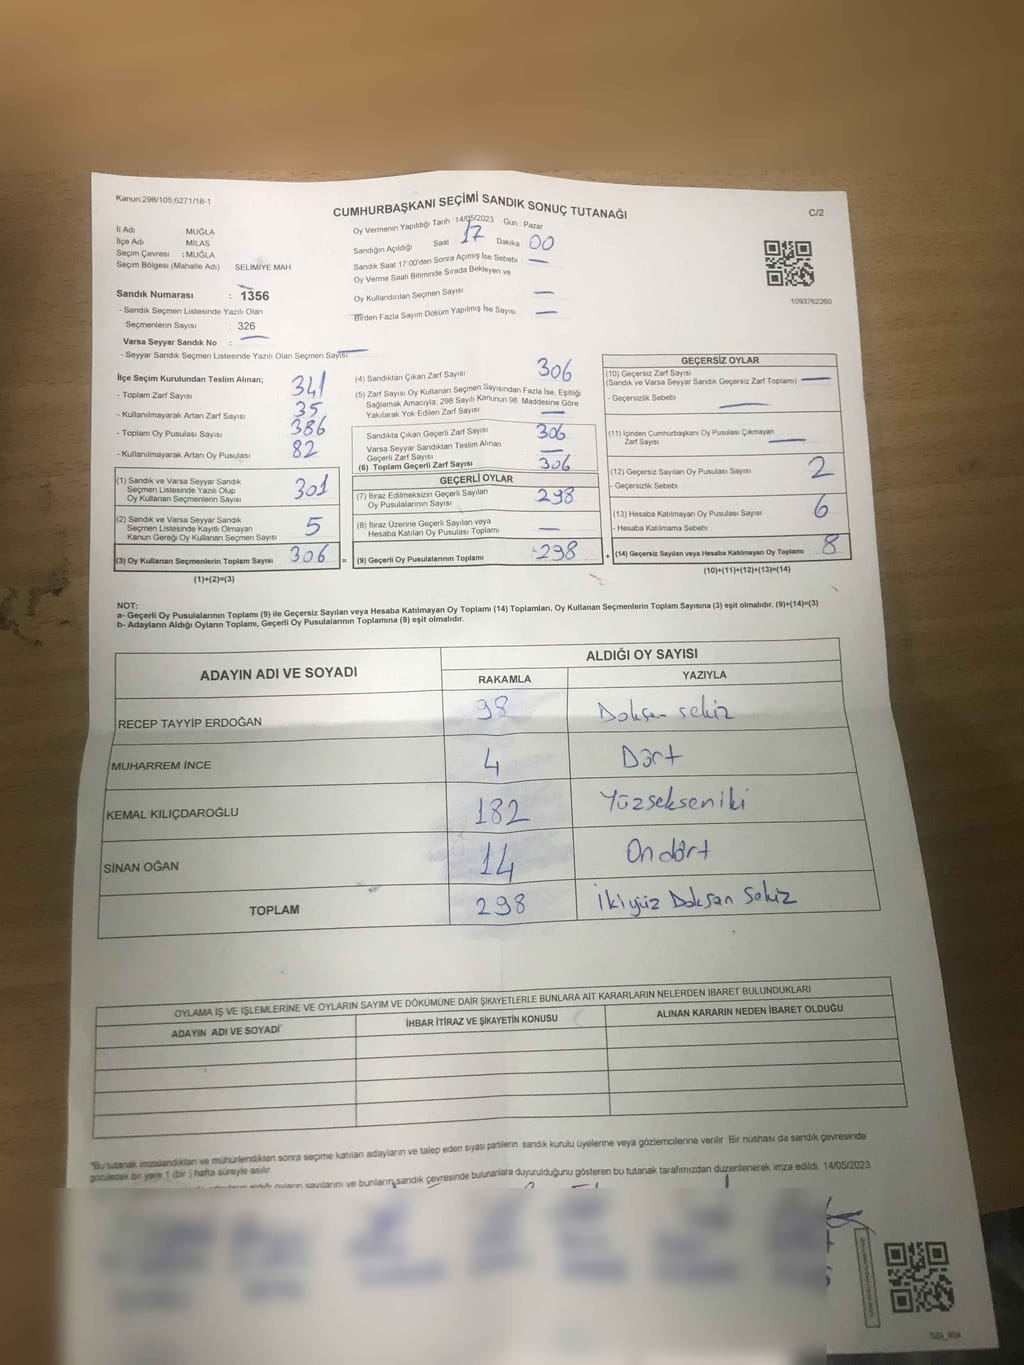 Kanun:298/105;6271/18-1
CUMHURBAŞKANI SEÇİMİ SANDIK SONUÇ TUTANAĞI
C/2
İl Adı MUĞLA
İlçe Adı MİLAS
Seçim Çevresi : MUĞLA
Seçim Bölgesi (Mahalle Adı) SELIMIYE MAH
Oy Vermenin Yapıldığı Tarih 14/05/2023 Gün Pazar
Sandığın Açıldığı Saat 17 Dakika 00
Sandık Saat 17:00'den Sonra Açımış İse Sebebi —
Oy Verme Saati Bitiminde Sırada Bekleyen ve
Oy Kullandırılan Seçmen Sayısı —
Birden Fazla Sayım Döküm Yapılmış İse Sayısı —
1093762260
Sandık Numarası : 1356
- Sandık Seçmen Listesinde Yazılı Olan
Seçmenlerin Sayısı : 326
Varsa Seyyar Sandık No : —
- Seyyar Sandık Seçmen Listesinde Yazılı Olan Seçmen Sayısı —
İlçe Seçim Kurulundan Teslim Alınan;
- Toplam Zarf Sayısı 341
- Kullanılmayarak Artan Zarf Sayısı 35
- Toplam Oy Pusulası Sayısı 386
- Kullanılmayarak Artan Oy Pusulası 82
(1) Sandık ve Varsa Seyyar Sandık
Seçmen Listesinde Yazılı Olup
Oy Kullanan Seçmenlerin Sayısı 301
(2) Sandık ve Varsa Seyyar Sandık
Seçmen Listesinde Kayıtlı Olmayan
Kanun Gereği Oy Kullanan Seçmen Sayısı 5
(3) Oy Kullanan Seçmenlerin Toplam Sayısı 306 =
(1)+(2)=(3)
(4) Sandıktan Çıkan Zarf Sayısı 306
(5) Zarf Sayısı Oy Kullanan Seçmen Sayısından Fazla İse, Eşitliği
Sağlamak Amacıyla, 298 Sayılı Kanunun 98. Maddesine Göre
Yakılarak Yok Edilen Zarf Sayısı —
Sandıkta Çıkan Geçerli Zarf Sayısı 306
Varsa Seyyar Sandıktan Teslim Alınan
Geçerli Zarf Sayısı —
(6) Toplam Geçerli Zarf Sayısı 306
GEÇERLİ OYLAR
(7) İtiraz Edilmeksizin Geçerli Sayılan
Oy Pusulalarının Sayısı 298
(8) İtiraz Üzerine Geçerli Sayılan veya
Hesaba Katılan Oy Pusulası Toplamı —
(9) Geçerli Oy Pusulalarının Toplamı 298 +
GEÇERSİZ OYLAR
(10) Geçersiz Zarf Sayısı
(Sandık ve Varsa Seyyar Sandık Geçersiz Zarf Toplamı) —
- Geçersizlik Sebebi —
(11) İçinden Cumhurbaşkanı Oy Pusulası Çıkmayan
Zarf Sayısı —
(12) Geçersiz Sayılan Oy Pusulası Sayısı 2
- Geçersizlik Sebebi
(13) Hesaba Katılmayan Oy Pusulası Sayısı 6
- Hesaba Katılmama Sebebi
(14) Geçersiz Sayılan veya Hesaba Katılmayan Oy Toplamı 8
(10)+(11)+(12)+(13)=(14)
NOT:
a- Geçerli Oy Pusulalarının Toplamı (9) ile Geçersiz Sayılan veya Hesaba Katılmayan Oy Toplamı (14) Toplamları, Oy Kullanan Seçmenlerin Toplam Sayısına (3) eşit olmalıdır. (9)+(14)=(3)
b- Adayların Aldığı Oyların Toplamı, Geçerli Oy Pusulalarının Toplamına (9) eşit olmalıdır.
ADAYIN ADI VE SOYADI
ALDIĞI OY SAYISI
RAKAMLA YAZIYLA
RECEP TAYYİP ERDOĞAN 98 Doksan sekiz
MUHARREM İNCE 4 Dört
KEMAL KILIÇDAROĞLU 182 Yüzsekseniki
SİNAN OĞAN 14 On dört
TOPLAM 298 İkiyüz Doksan Sekiz
OYLAMA İŞ VE İŞLEMLERİNE VE OYLARIN SAYIM VE DÖKÜMÜNE DAİR ŞİKAYETLERLE BUNLARA AİT KARARLARIN NELERDEN İBARET BULUNDUKLARI
ADAYIN ADI VE SOYADI İHBAR İTİRAZ VE ŞİKAYETİN KONUSU ALINAN KARARIN NEDEN İBARET OLDUĞU
"Bu tutanak imzalandıktan ve mühürlendikten sonra seçime katılan adayların ve talep eden siyasi partilerin sandık kurulu üyelerine veya gözlemcilerine verilir. Bir nüshası da sandık çevresinde
görülecek bir yere 1 (bir) hafta süreyle asılır.
aldığı oyların sayılarını ve bunların sandık çevresinde bulunanlara duyurulduğunu gösteren bu tutanak tarafımızdan düzenlenerek imza edildi. 14/05/2023